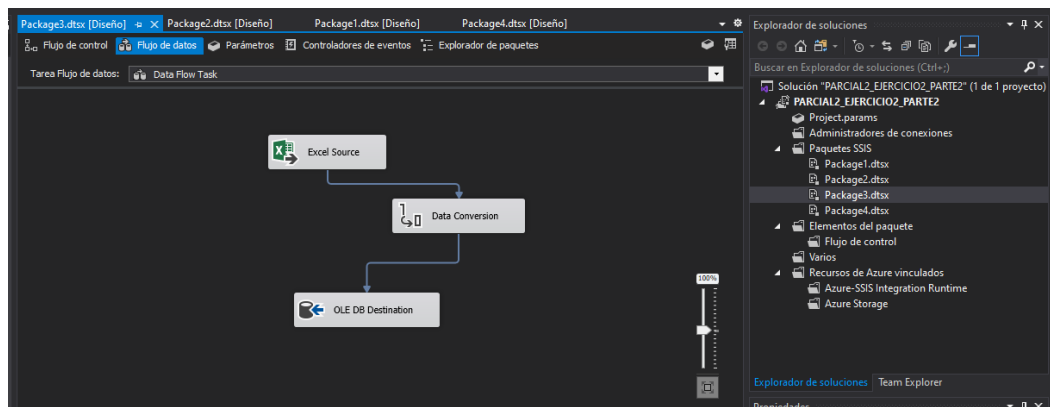 Package3.dtsx [Diseño]
Package2.dtsx [Diseño]
Package1.dtsx [Diseño]
Package4.dtsx [Diseño]
Flujo de control
Flujo de datos
Parámetros
Controladores de eventos
Explorador de paquetes
Tarea Flujo de datos:
Data Flow Task
Excel Source
Data Conversion
OLE DB Destination
100%
Explorador de soluciones
Buscar en Explorador de soluciones (Ctrl+;)
Solución "PARCIAL2_EJERCICIO2_PARTE2" (1 de 1 proyecto)
PARCIAL2_EJERCICIO2_PARTE2
Project.params
Administradores de conexiones
Paquetes SSIS
Package1.dtsx
Package2.dtsx
Package3.dtsx
Package4.dtsx
Elementos del paquete
Flujo de control
Varios
Recursos de Azure vinculados
Azure-SSIS Integration Runtime
Azure Storage
Explorador de soluciones
Team Explorer
Propiedades